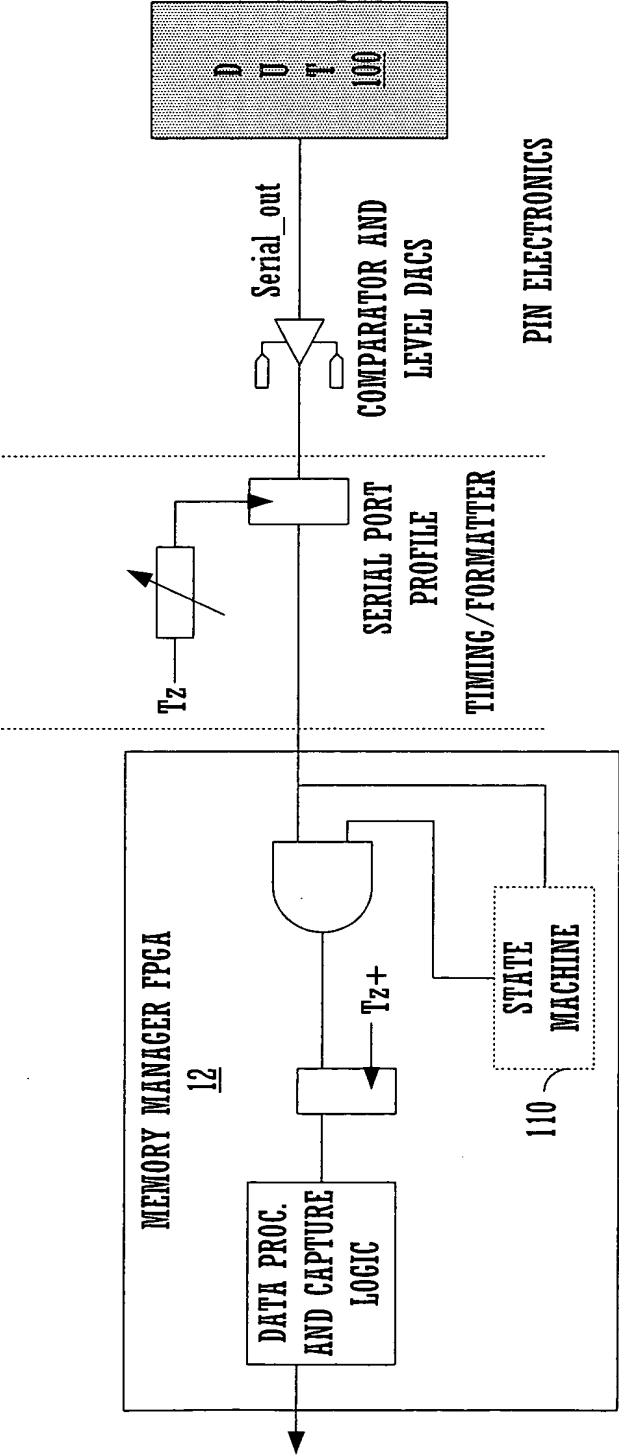 MEMORY MANAGER FPGA
12
DATA PROC.
AND CAPTURE
LOGIC
Tz+
STATE
MACHINE
110
Tz
SERIAL PORT
PROFILE
TIMING/FORMATTER
Serial_out
COMPARATOR AND
LEVEL DACS
PIN ELECTRONICS
D
U
T
100